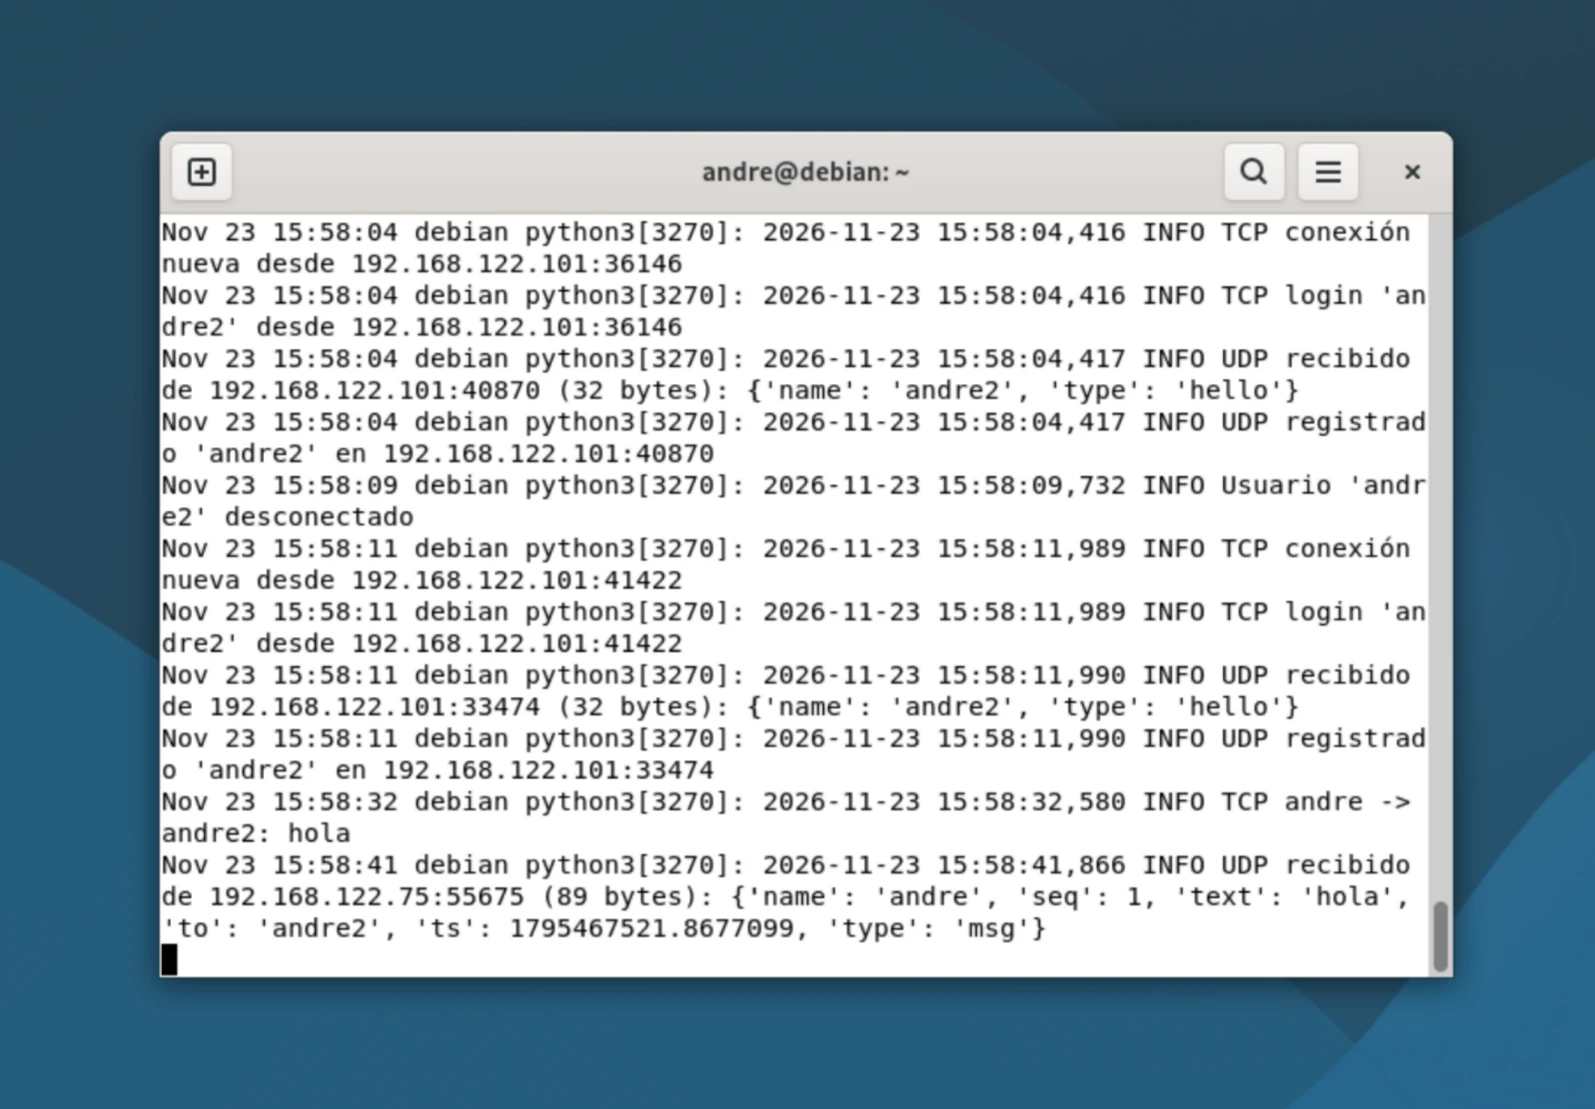 andre@debian: ~
Nov 23 15:58:04 debian python3[3270]: 2026-11-23 15:58:04,416 INFO TCP conexión
nueva desde 192.168.122.101:36146
Nov 23 15:58:04 debian python3[3270]: 2026-11-23 15:58:04,416 INFO TCP login 'an
dre2' desde 192.168.122.101:36146
Nov 23 15:58:04 debian python3[3270]: 2026-11-23 15:58:04,417 INFO UDP recibido
de 192.168.122.101:40870 (32 bytes): {'name': 'andre2', 'type': 'hello'}
Nov 23 15:58:04 debian python3[3270]: 2026-11-23 15:58:04,417 INFO UDP registrad
o 'andre2' en 192.168.122.101:40870
Nov 23 15:58:09 debian python3[3270]: 2026-11-23 15:58:09,732 INFO Usuario 'andr
e2' desconectado
Nov 23 15:58:11 debian python3[3270]: 2026-11-23 15:58:11,989 INFO TCP conexión
nueva desde 192.168.122.101:41422
Nov 23 15:58:11 debian python3[3270]: 2026-11-23 15:58:11,989 INFO TCP login 'an
dre2' desde 192.168.122.101:41422
Nov 23 15:58:11 debian python3[3270]: 2026-11-23 15:58:11,990 INFO UDP recibido
de 192.168.122.101:33474 (32 bytes): {'name': 'andre2', 'type': 'hello'}
Nov 23 15:58:11 debian python3[3270]: 2026-11-23 15:58:11,990 INFO UDP registrad
o 'andre2' en 192.168.122.101:33474
Nov 23 15:58:32 debian python3[3270]: 2026-11-23 15:58:32,580 INFO TCP andre ->
andre2: hola
Nov 23 15:58:41 debian python3[3270]: 2026-11-23 15:58:41,866 INFO UDP recibido
de 192.168.122.75:55675 (89 bytes): {'name': 'andre', 'seq': 1, 'text': 'hola',
'to': 'andre2', 'ts': 1795467521.8677099, 'type': 'msg'}